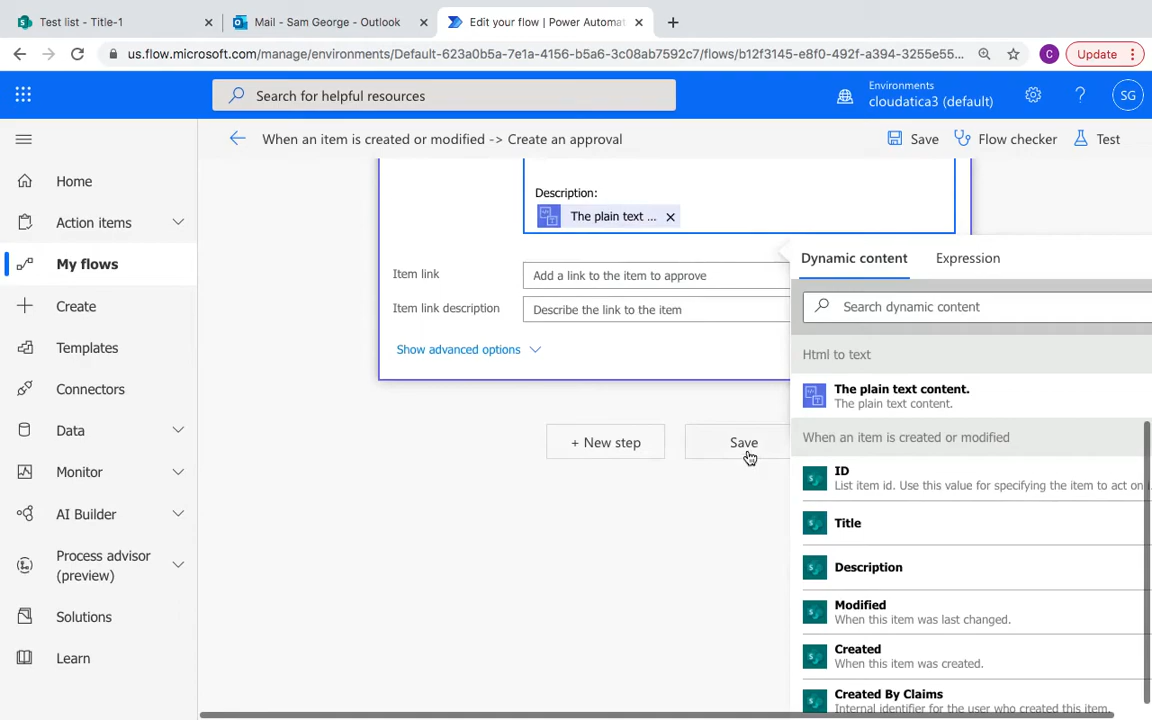 Test list - Title-1
Mail - Sam George - Outlook
Edit your flow | Power Automat
us.flow.microsoft.com/manage/environments/Default-623a0b5a-7e1a-4156-b5a6-3c08ab7592c7/flows/b12f3145-e8f0-492f-a394-3255e55...
C
Update
Search for helpful resources
Environments
cloudatica3 (default)
?
SG
When an item is created or modified -> Create an approval
Save
Flow checker
Test
Home
Action items
My flows
Create
Templates
Connectors
Data
Monitor
AI Builder
Process advisor
(preview)
Solutions
Learn
Description:
The plain text ...
Item link
Add a link to the item to approve
Item link description
Describe the link to the item
Show advanced options
+ New step
Save
Dynamic content
Expression
Search dynamic content
Html to text
The plain text content.
The plain text content.
When an item is created or modified
ID
List item id. Use this value for specifying the item to act on i
Title
Description
Modified
When this item was last changed.
Created
When this item was created.
Created By Claims
Internal identifier for the user who created this item.